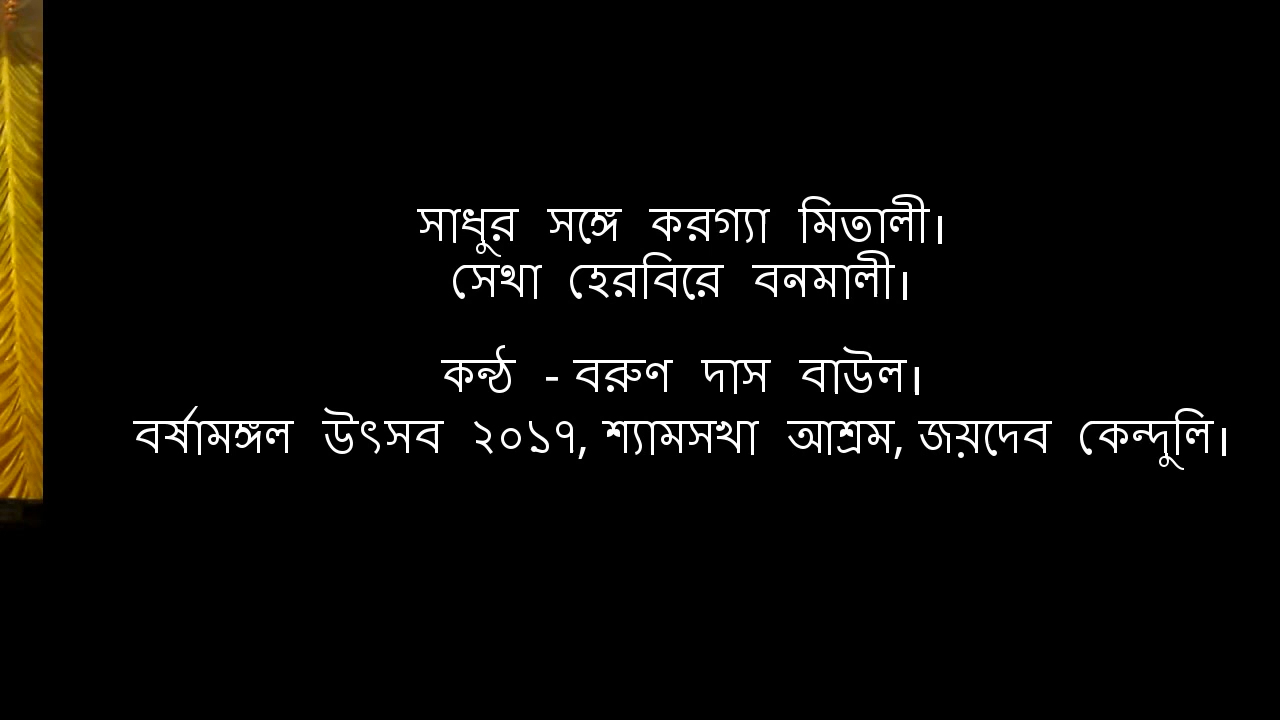 সাধুর সঙ্গে করগ্যা মিতালী।
সেথা হেরবিরে বনমালী।
কন্ঠ - বরুণ দাস বাউল।
বর্ষামঙ্গল উৎসব ২০১৭, শ্যামসখা আশ্রম, জয়দেব কেন্দুলি।